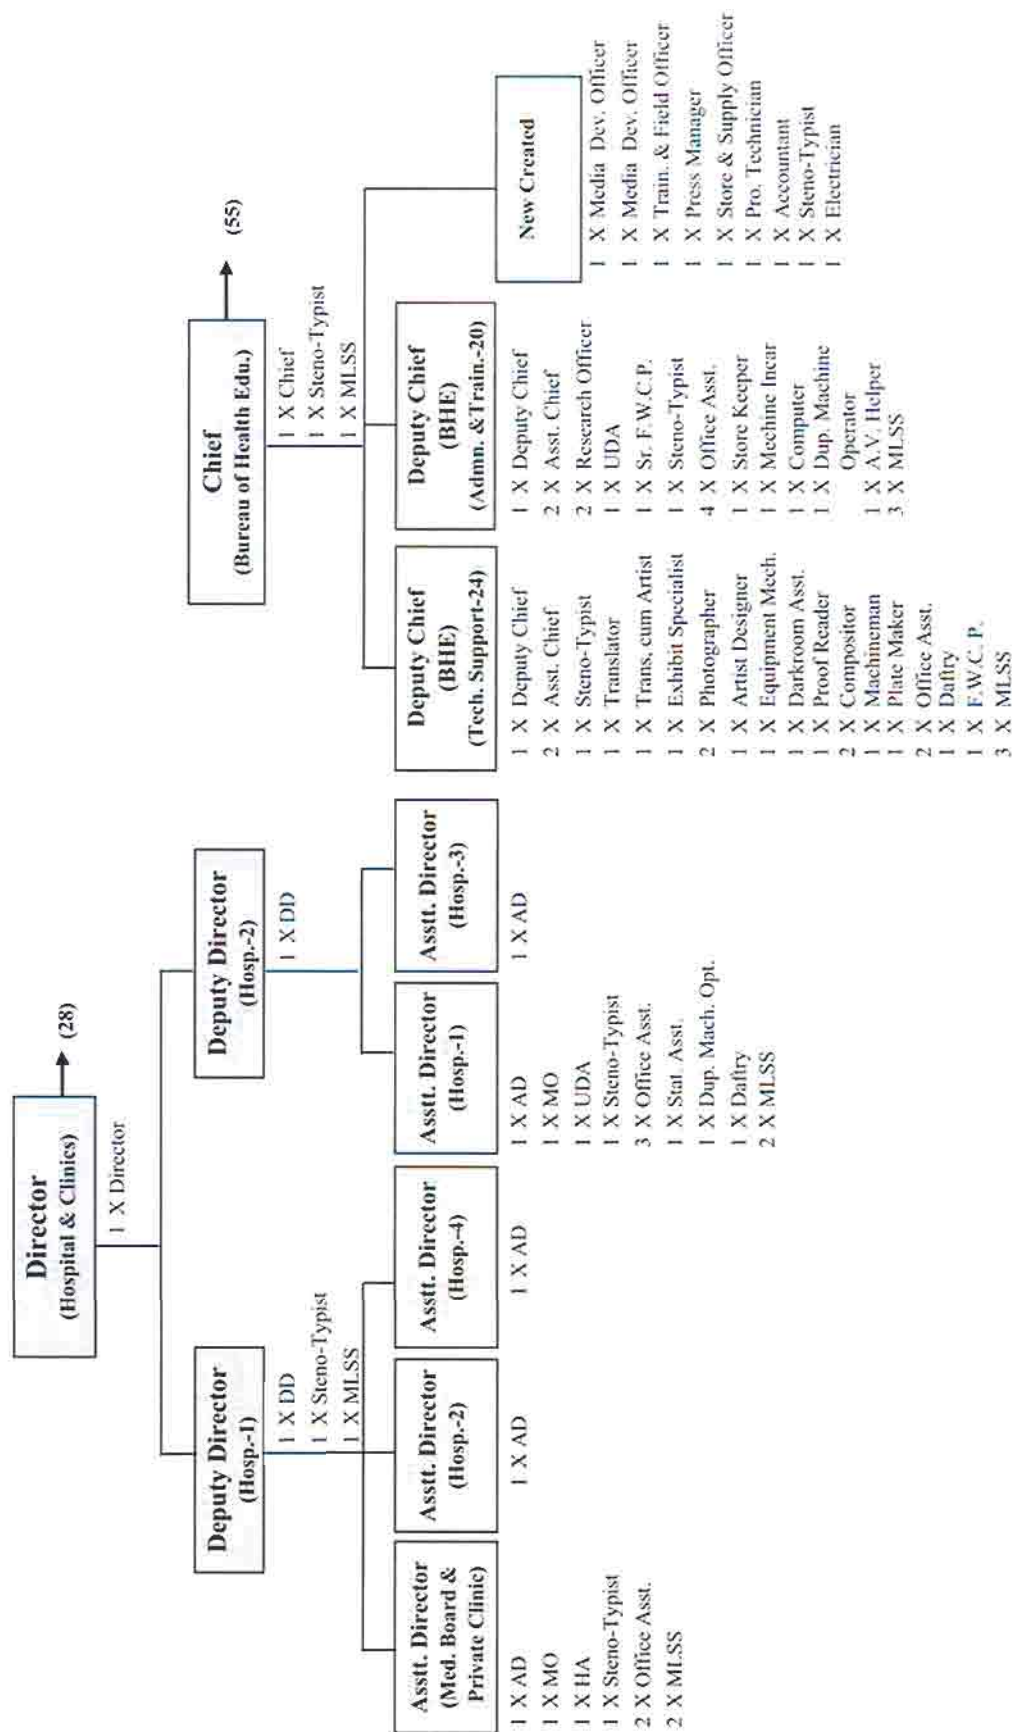 Director
(Hospital & Clinics)
(28)
1 X Director
Deputy Director
(Hosp.-1)
1 X DD
1 X Steno-Typist
1 X MLSS
Asstt. Director
(Med. Board &
Private Clinic)
1 X AD
1 X MO
1 X HA
1 X Steno-Typist
2 X Office Asst.
2 X MLSS
Asstt. Director
(Hosp.-2)
1 X AD
Asstt. Director
(Hosp.-4)
1 X AD
Deputy Director
(Hosp.-2)
1 X DD
Asstt. Director
(Hosp.-1)
1 X AD
1 X MO
1 X UDA
1 X Steno-Typist
3 X Office Asst.
1 X Stat. Asst.
1 X Dup. Mach. Opt.
1 X Daftry
2 X MLSS
Asstt. Director
(Hosp.-3)
1 X AD
Chief
(Bureau of Health Edu.)
(55)
1 X Chief
1 X Steno-Typist
1 X MLSS
Deputy Chief
(BHE)
(Tech. Support-24)
1 X Deputy Chief
2 X Asst. Chief
1 X Steno-Typist
1 X Translator
1 X Trans. cum Artist
1 X Exhibit Specialist
2 X Photographer
1 X Artist Designer
1 X Equipment Mech.
1 X Darkroom Asst.
1 X Proof Reader
2 X Compositor
1 X Machineman
1 X Plate Maker
2 X Office Asst.
1 X Daftry
1 X F.W.C.P.
3 X MLSS
Deputy Chief
(BHE)
(Admn. &Train.-20)
1 X Deputy Chief
2 X Asst. Chief
2 X Research Officer
1 X UDA
1 X Sr. F.W.C.P.
1 X Steno-Typist
4 X Office Asst.
1 X Store Keeper
1 X Mechine Incar
1 X Computer
1 X Dup. Machine
Operator
1 X A.V. Helper
3 X MLSS
New Created
1 X Media Dev. Officer
1 X Media Dev. Officer
1 X Train. & Field Officer
1 X Press Manager
1 X Store & Supply Officer
1 X Pro. Technician
1 X Accountant
1 X Steno-Typist
1 X Electrician